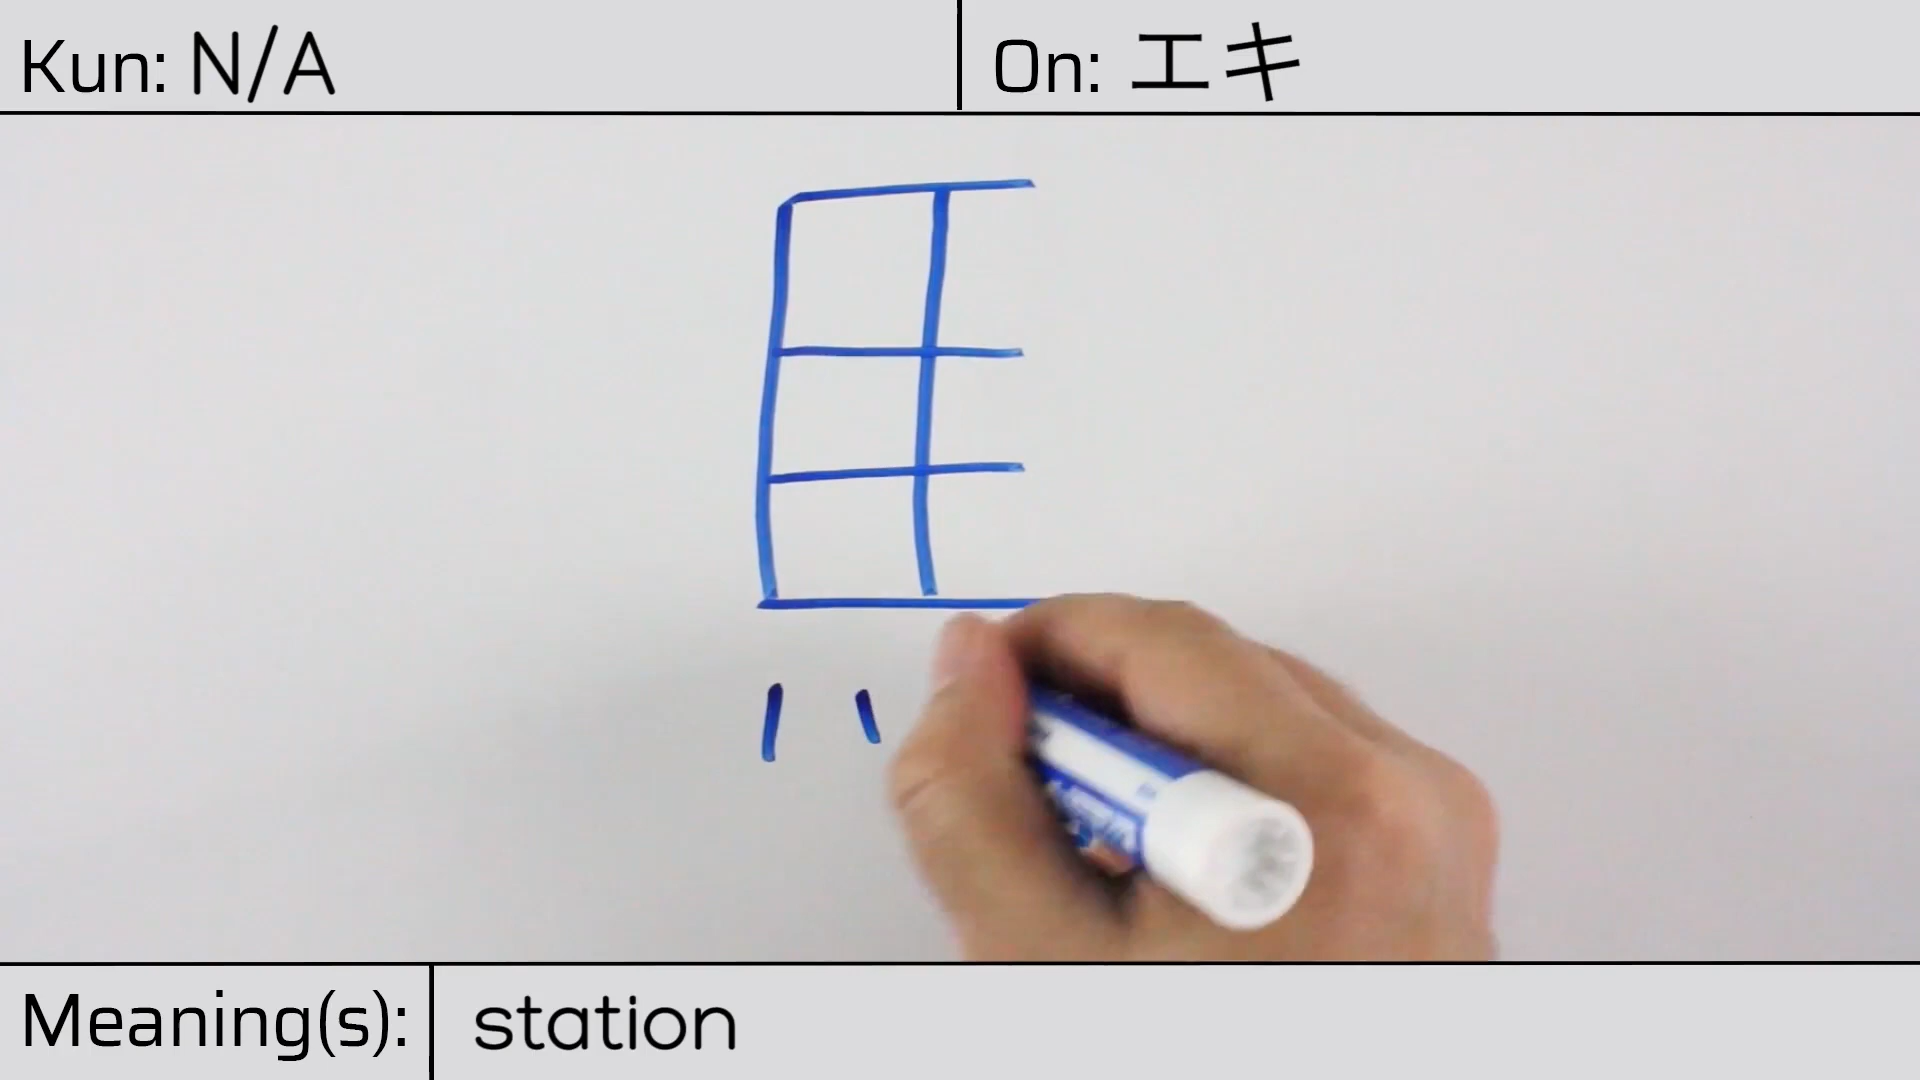 Kun: N/A
On: エキ
Meaning(s): station